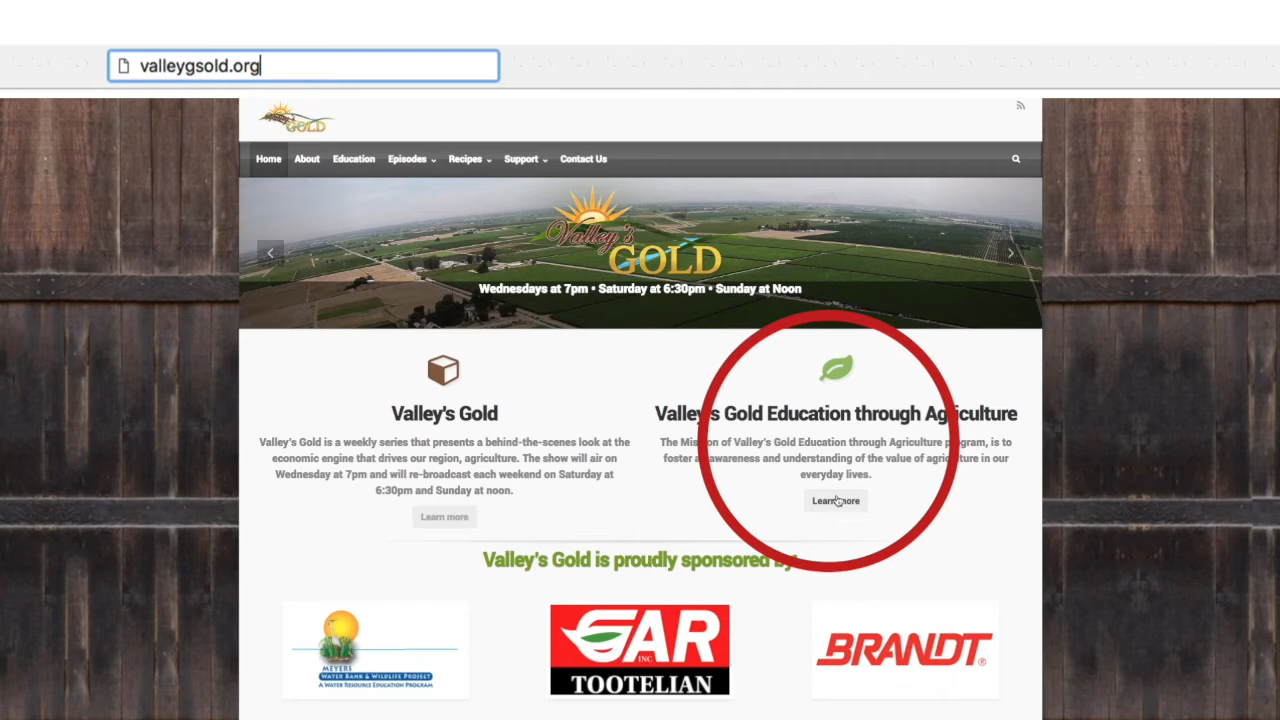 valleygsold.org
Valley's
GOLD
Home About Education Episodes Recipes Support Contact Us
Valley's
GOLD
Wednesdays at 7pm • Saturday at 6:30pm • Sunday at Noon
Valley's Gold
Valley's Gold is a weekly series that presents a behind-the-scenes look at the
economic engine that drives our region, agriculture. The show will air on
Wednesday at 7pm and will re-broadcast each weekend on Saturday at
6:30pm and Sunday at noon.
Learn more
Valley's Gold Education through Agriculture
The Mission of Valley's Gold Education through Agriculture program, is to
foster an awareness and understanding of the value of agriculture in our
everyday lives.
Learn more
Valley's Gold is proudly sponsored by:
MEYERS
WATER BANK & WILDLIFE PROJECT
A WATER RESOURCE EDUCATION PROGRAM
GAR
INC
TOOTELIAN
BRANDT®